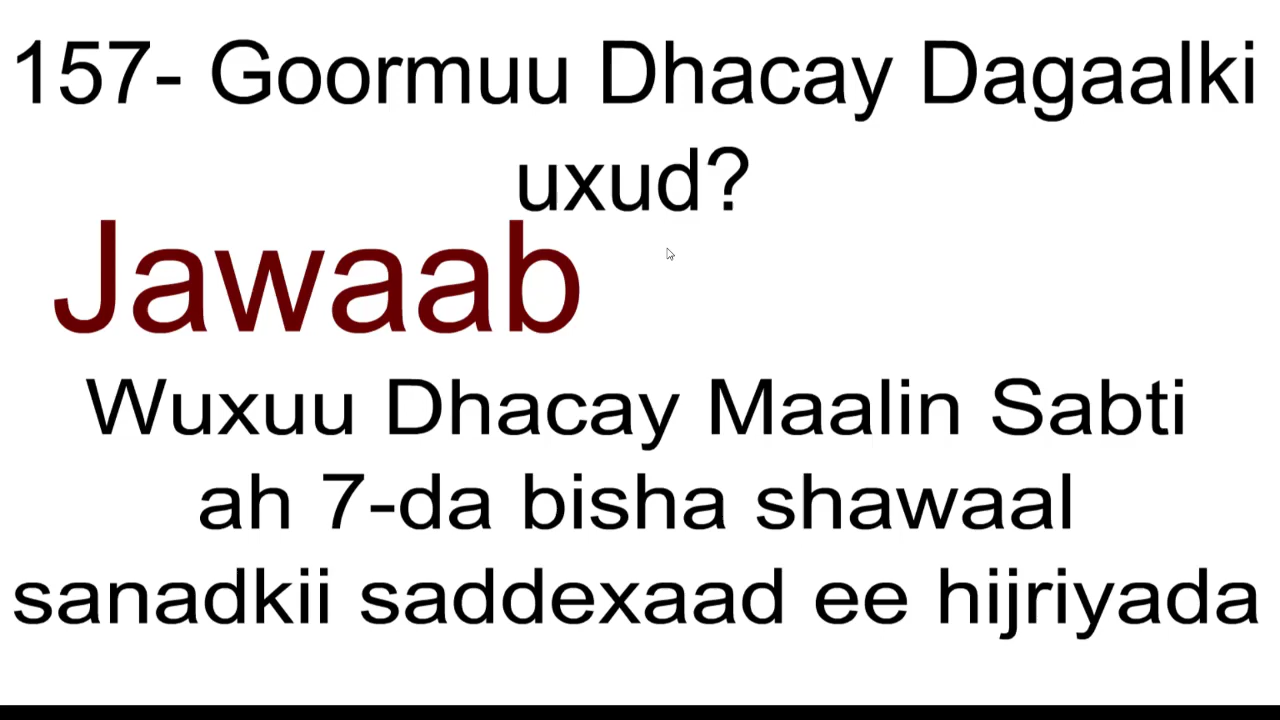 157- Goormuu Dhacay Dagaalki
uxud?
Jawaab
Wuxuu Dhacay Maalin Sabti
ah 7-da bisha shawaal
sanadkii saddexaad ee hijriyada